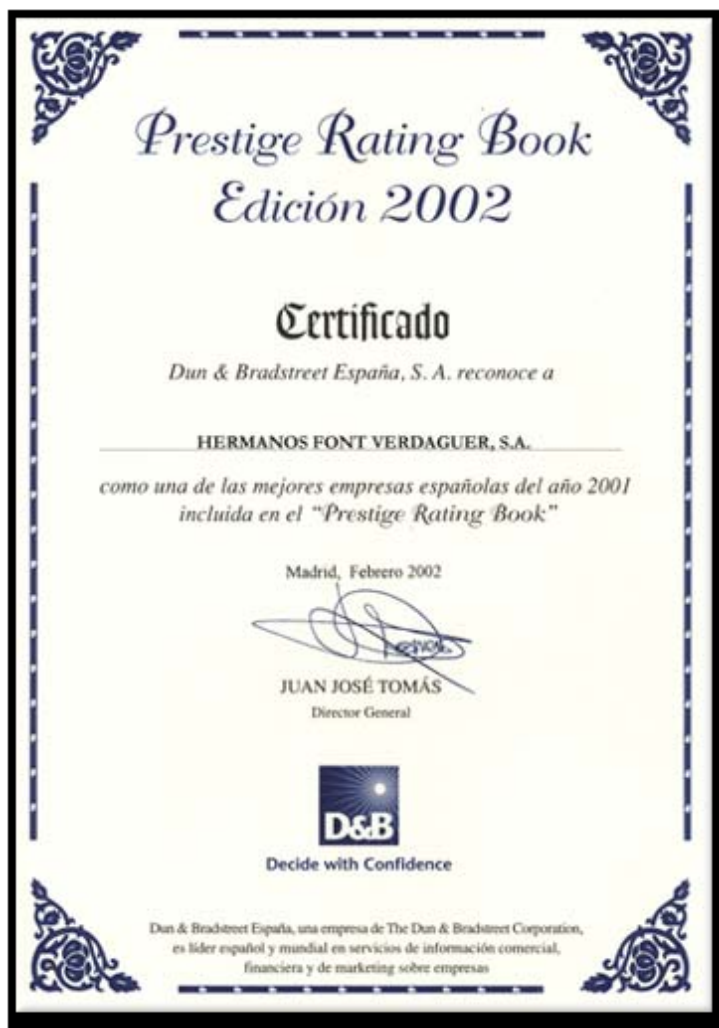 Prestige Rating Book
Edición 2002
Certificado
Dun & Bradstreet España, S. A. reconoce a
HERMANOS FONT VERDAGUER, S.A.
como una de las mejores empresas españolas del año 2001
incluida en el “Prestige Rating Book”
Madrid, Febrero 2002
JUAN JOSÉ TOMÁS
Director General
D&B
Decide with Confidence
Dun & Bradstreet España, una empresa de The Dun & Bradstreet Corporation,
es líder español y mundial en servicios de información comercial,
financiera y de marketing sobre empresas